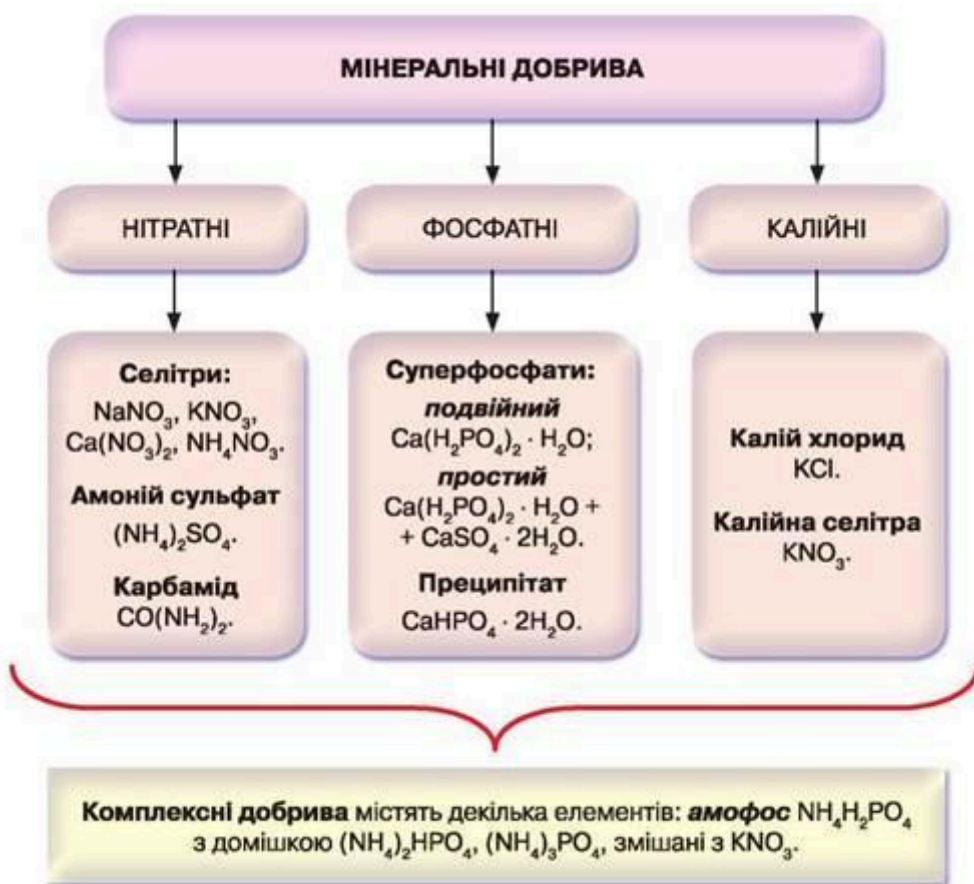 МІНЕРАЛЬНІ ДОБРИВА
НІТРАТНІ
ФОСФАТНІ
КАЛІЙНІ
Селітри:
NaNO₃, KNO₃,
Ca(NO₃)₂, NH₄NO₃.
Амоній сульфат
(NH₄)₂SO₄.
Карбамід
CO(NH₂)₂.
Суперфосфати:
подвійний
Ca(H₂PO₄)₂ · H₂O;
простий
Ca(H₂PO₄)₂ · H₂O +
+ CaSO₄ · 2H₂O.
Преципітат
CaHPO₄ · 2H₂O.
Калій хлорид
KCl.
Калійна селітра
KNO₃.
Комплексні добрива містять декілька елементів: амофос NH₄H₂PO₄
з домішкою (NH₄)₂HPO₄, (NH₄)₃PO₄, змішані з KNO₃.